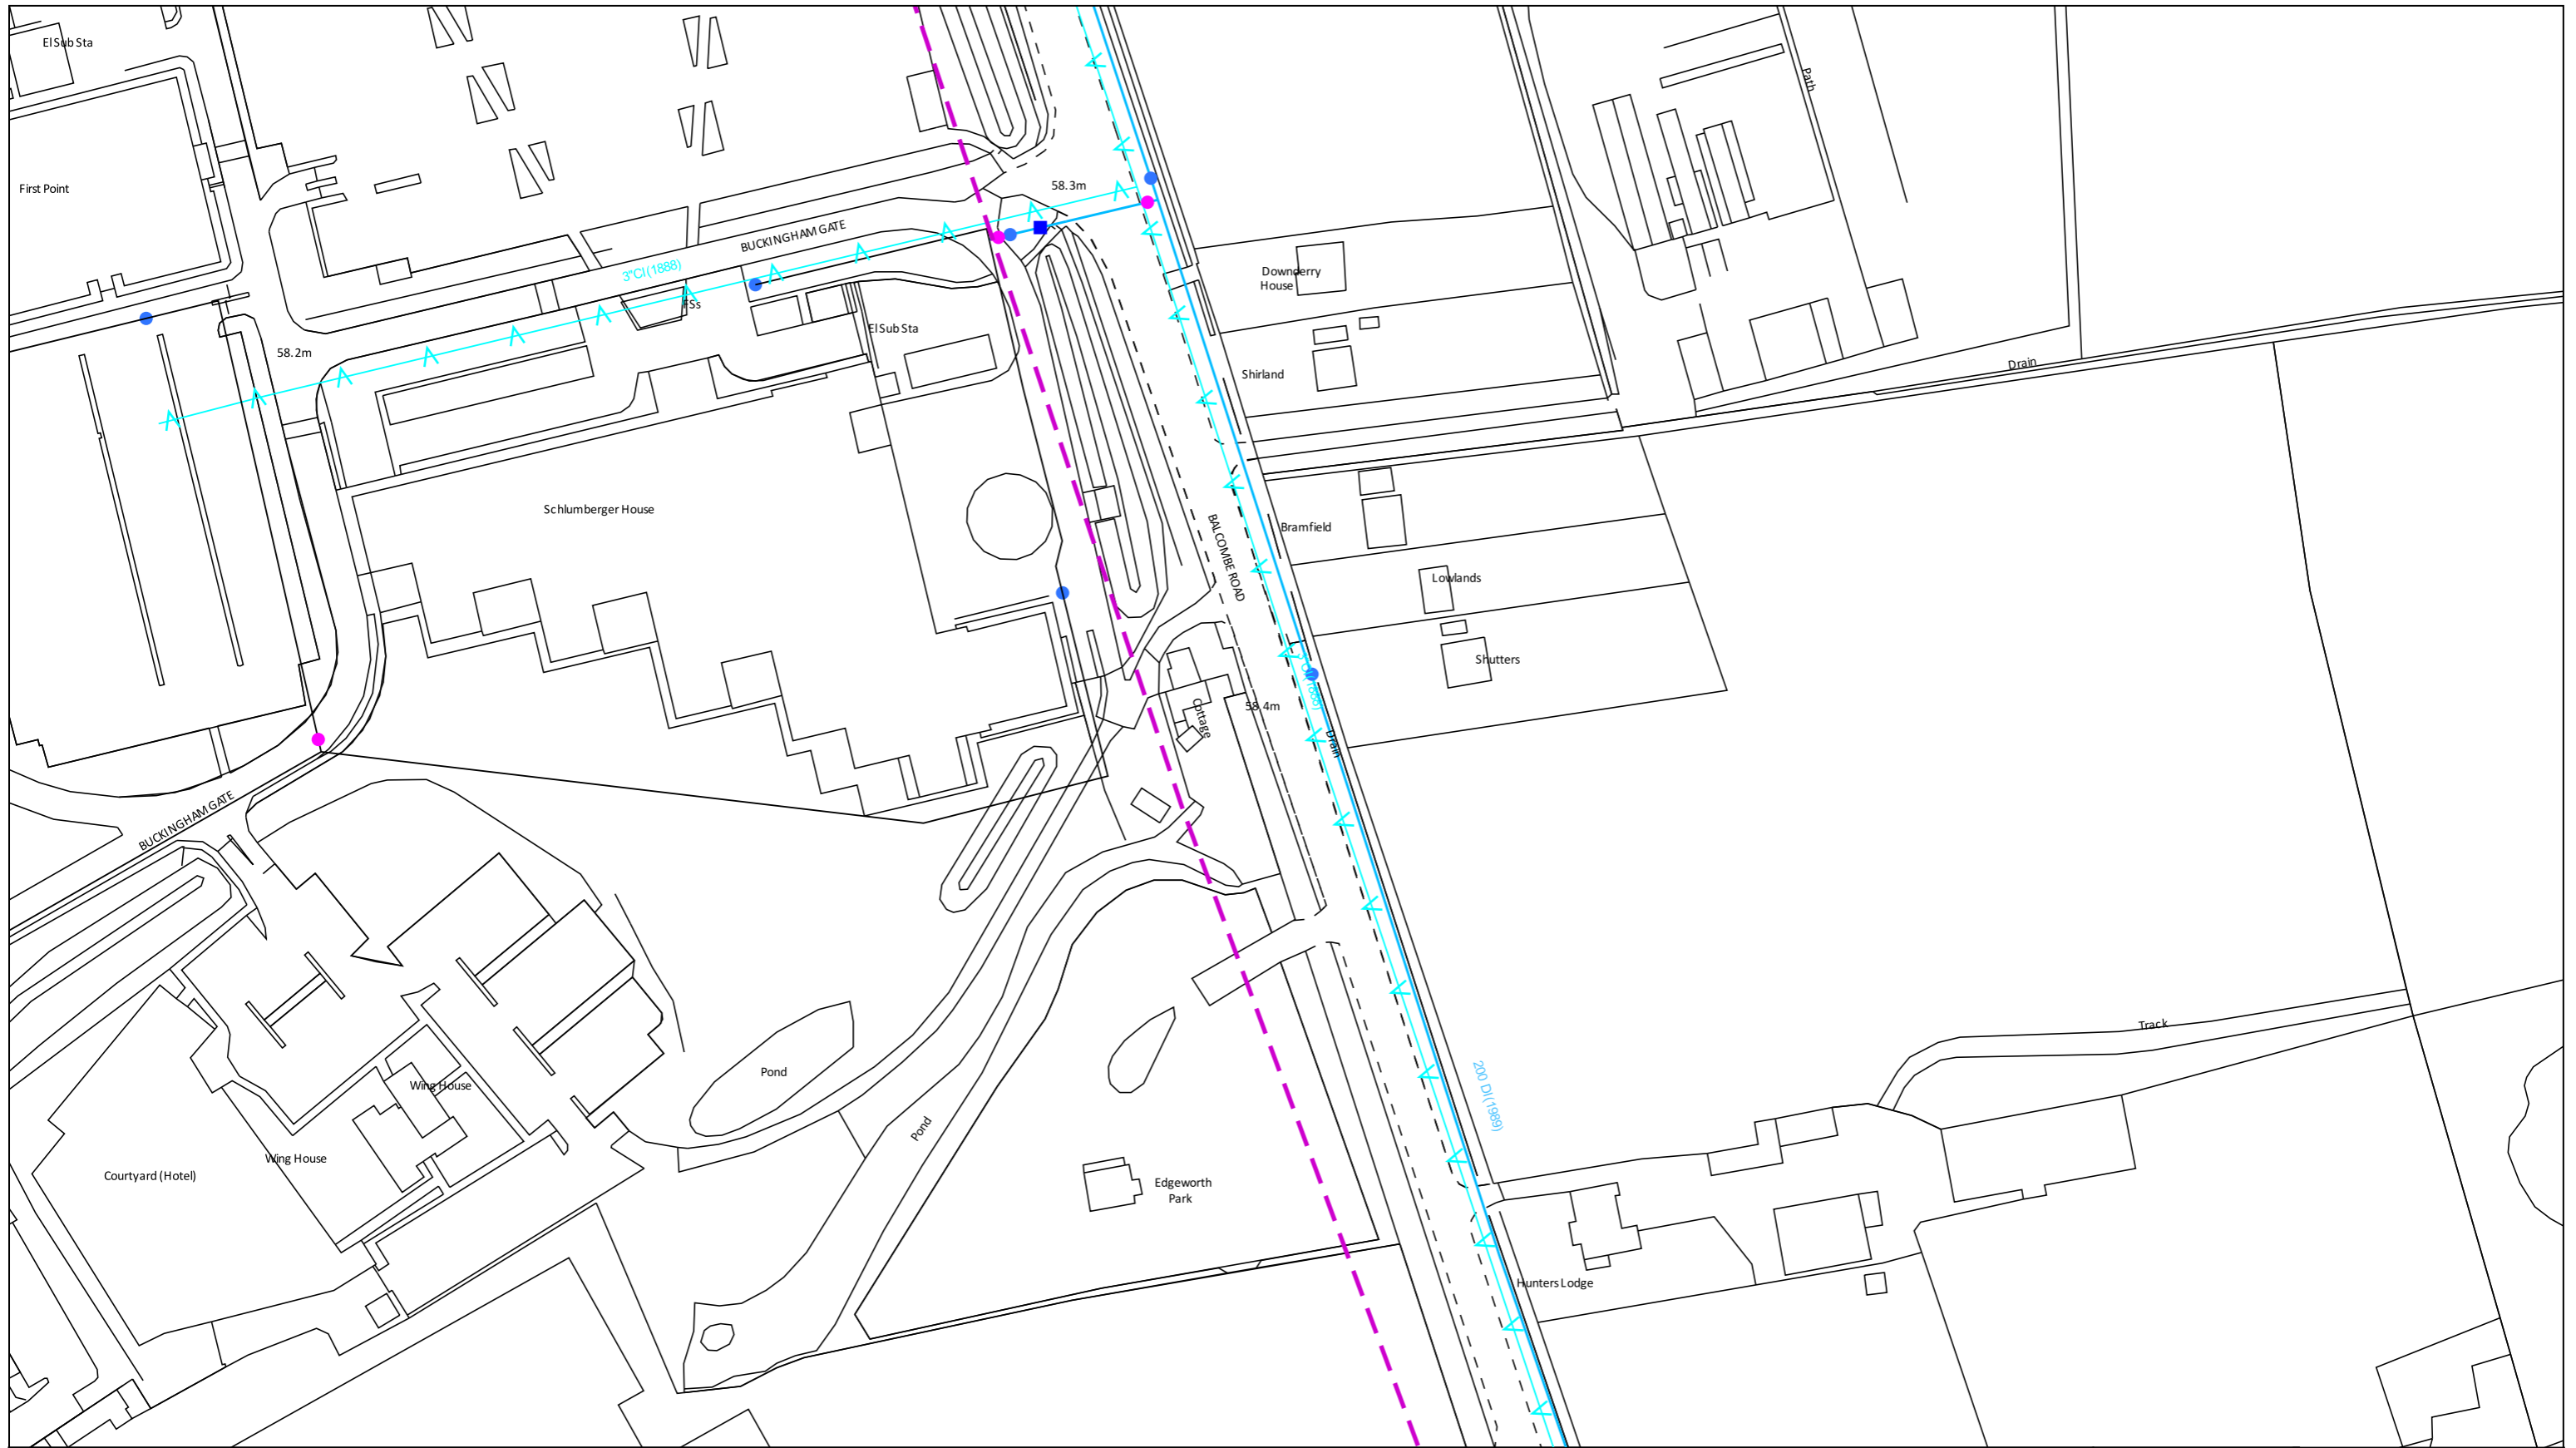 El Sub Sta
Path
First Point
58.3m
BUCKINGHAM GATE
3"CI (1888)
Downderry
House
FSs
El Sub Sta
58.2m
Drain
Shirland
Schlumberger House
BALCOMBE ROAD
Bramfield
Lowlands
Shutters
Cottage
58.4m
Drain
BUCKINGHAM GATE
Track
Pond
Wing House
200 DI (1989)
Pond
Wing House
Courtyard (Hotel)
Edgeworth
Park
Hunters Lodge